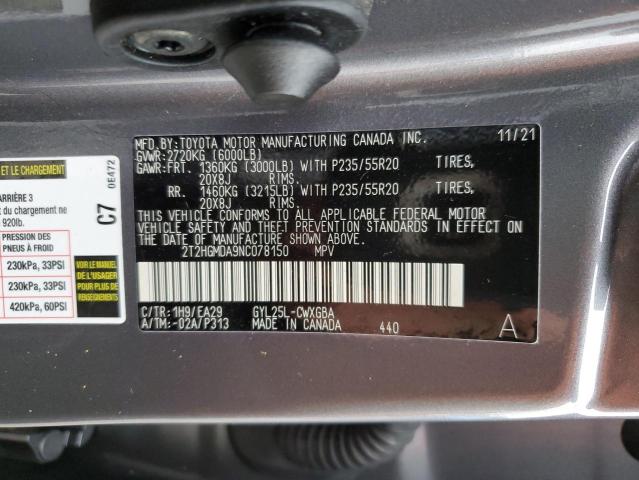 MFD.BY:TOYOTA MOTOR MANUFACTURING CANADA INC. 11/21
GVWR:2720KG (6000LB)
GAWR:FRT. 1360KG (3000LB) WITH P235/55R20 TIRES,
20X8J RIMS.
RR. 1460KG (3215LB) WITH P235/55R20 TIRES,
20X8J RIMS.
THIS VEHICLE CONFORMS TO ALL APPLICABLE FEDERAL MOTOR
VEHICLE SAFETY AND THEFT PREVENTION STANDARDS IN EFFECT ON
THE DATE OF MANUFACTURE SHOWN ABOVE.
2T2HGMDA9NC078150 MPV
C/TR:1H9/EA29 GYL25L-CWXGBA
A/TM:-02A/P313 MADE IN CANADA 440 A
ET LE CHARGEMENT
0E472
C7
ARRIÈRE 3
du chargement ne
920lb.
PRESSION
DES PNEUS
À FROID
230kPa, 33PSI
230kPa, 33PSI
420kPa, 60PSI
VOIR LE MANUEL
DE L'USAGER
POUR PLUS DE
RENSEIGNEMENTS